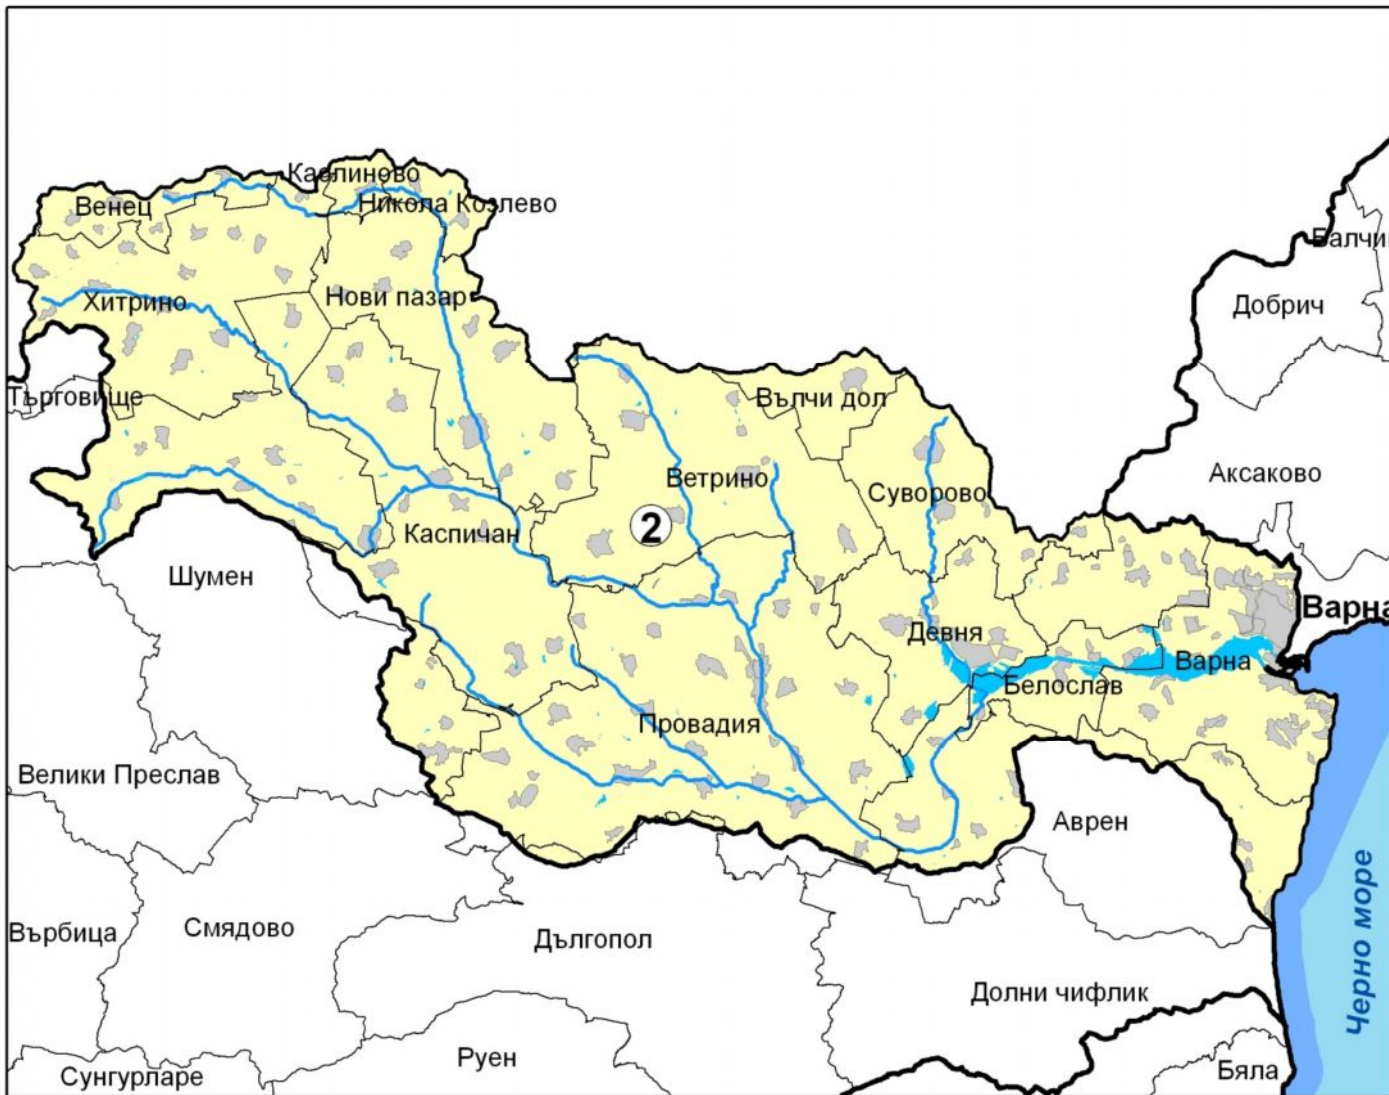 Каолиново
Венец
Никола Козлево
Балчи
Хитрино
Нови пазар
Добрич
Търговище
Вълчи дол
Аксаково
Ветрино
Суворово
2
Каспичан
Шумен
Варна
Девня
Варна
Белослав
Провадия
Велики Преслав
Аврен
Черно море
Върбица
Смядово
Дългопол
Долни чифлик
Руен
Бяла
Сунгурларе